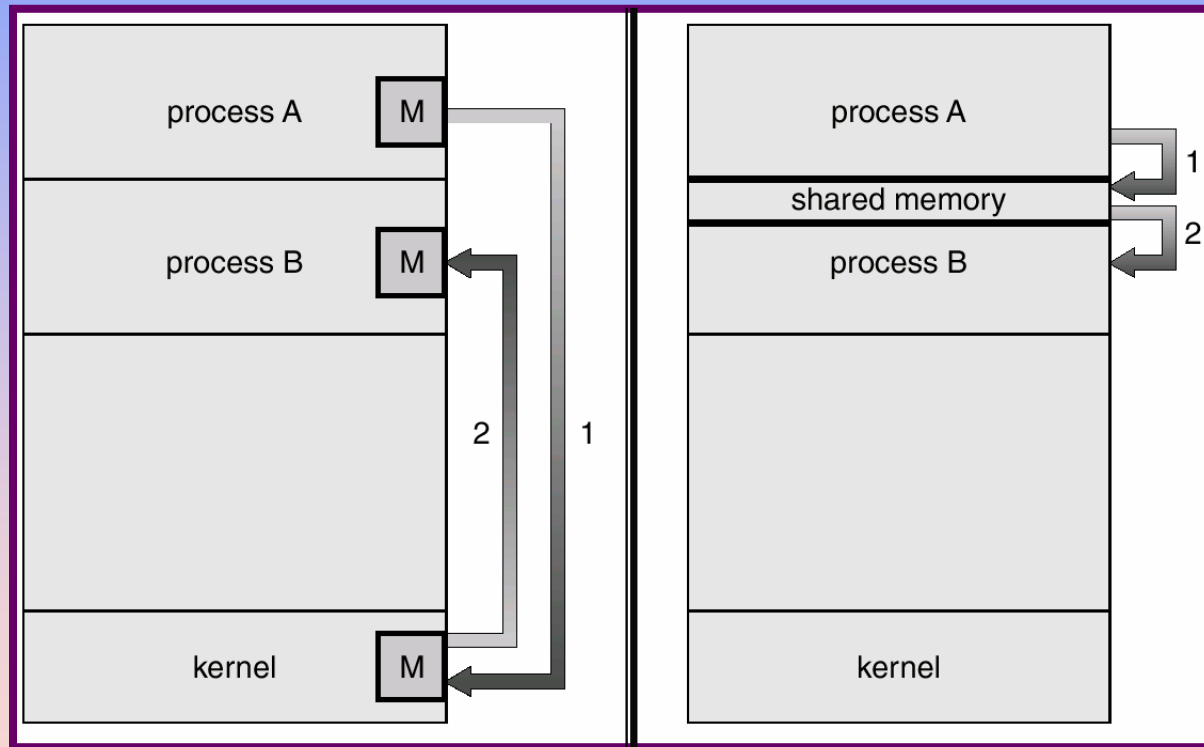 process A
M
process B
M
2
1
kernel
M
process A
1
shared memory
2
process B
kernel